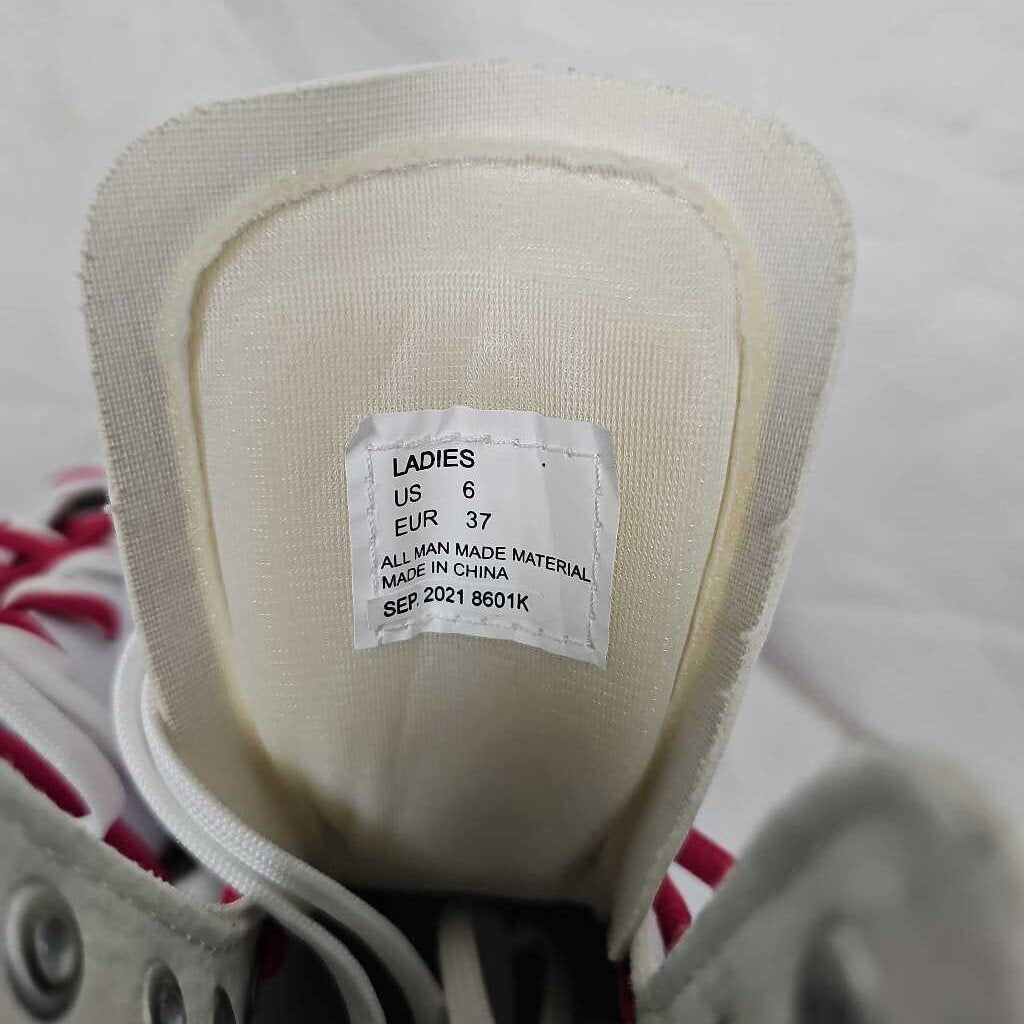 LADIES
US 6
EUR 37
ALL MAN MADE MATERIAL
MADE IN CHINA
SEP. 2021 8601K